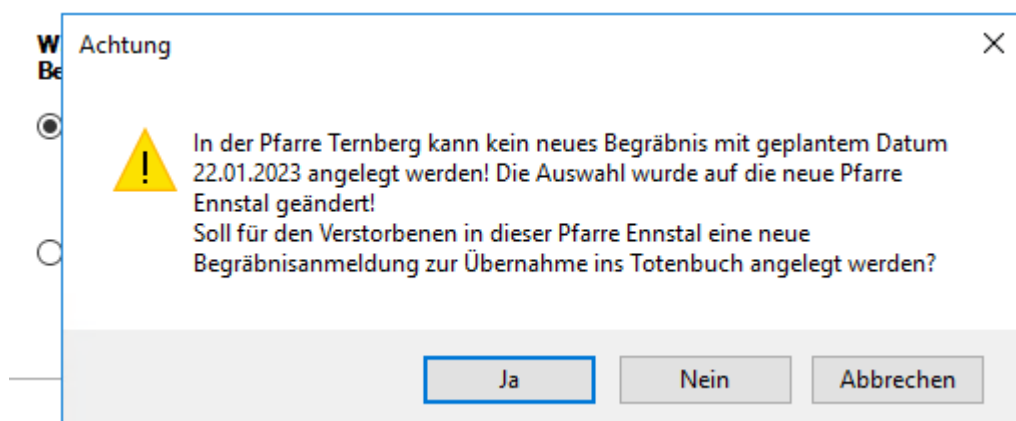 W
Be
Achtung
In der Pfarre Ternberg kann kein neues Begräbnis mit geplantem Datum
22.01.2023 angelegt werden! Die Auswahl wurde auf die neue Pfarre
Ennstal geändert!
Soll für den Verstorbenen in dieser Pfarre Ennstal eine neue
Begräbnisanmeldung zur Übernahme ins Totenbuch angelegt werden?
Ja Nein Abbrechen